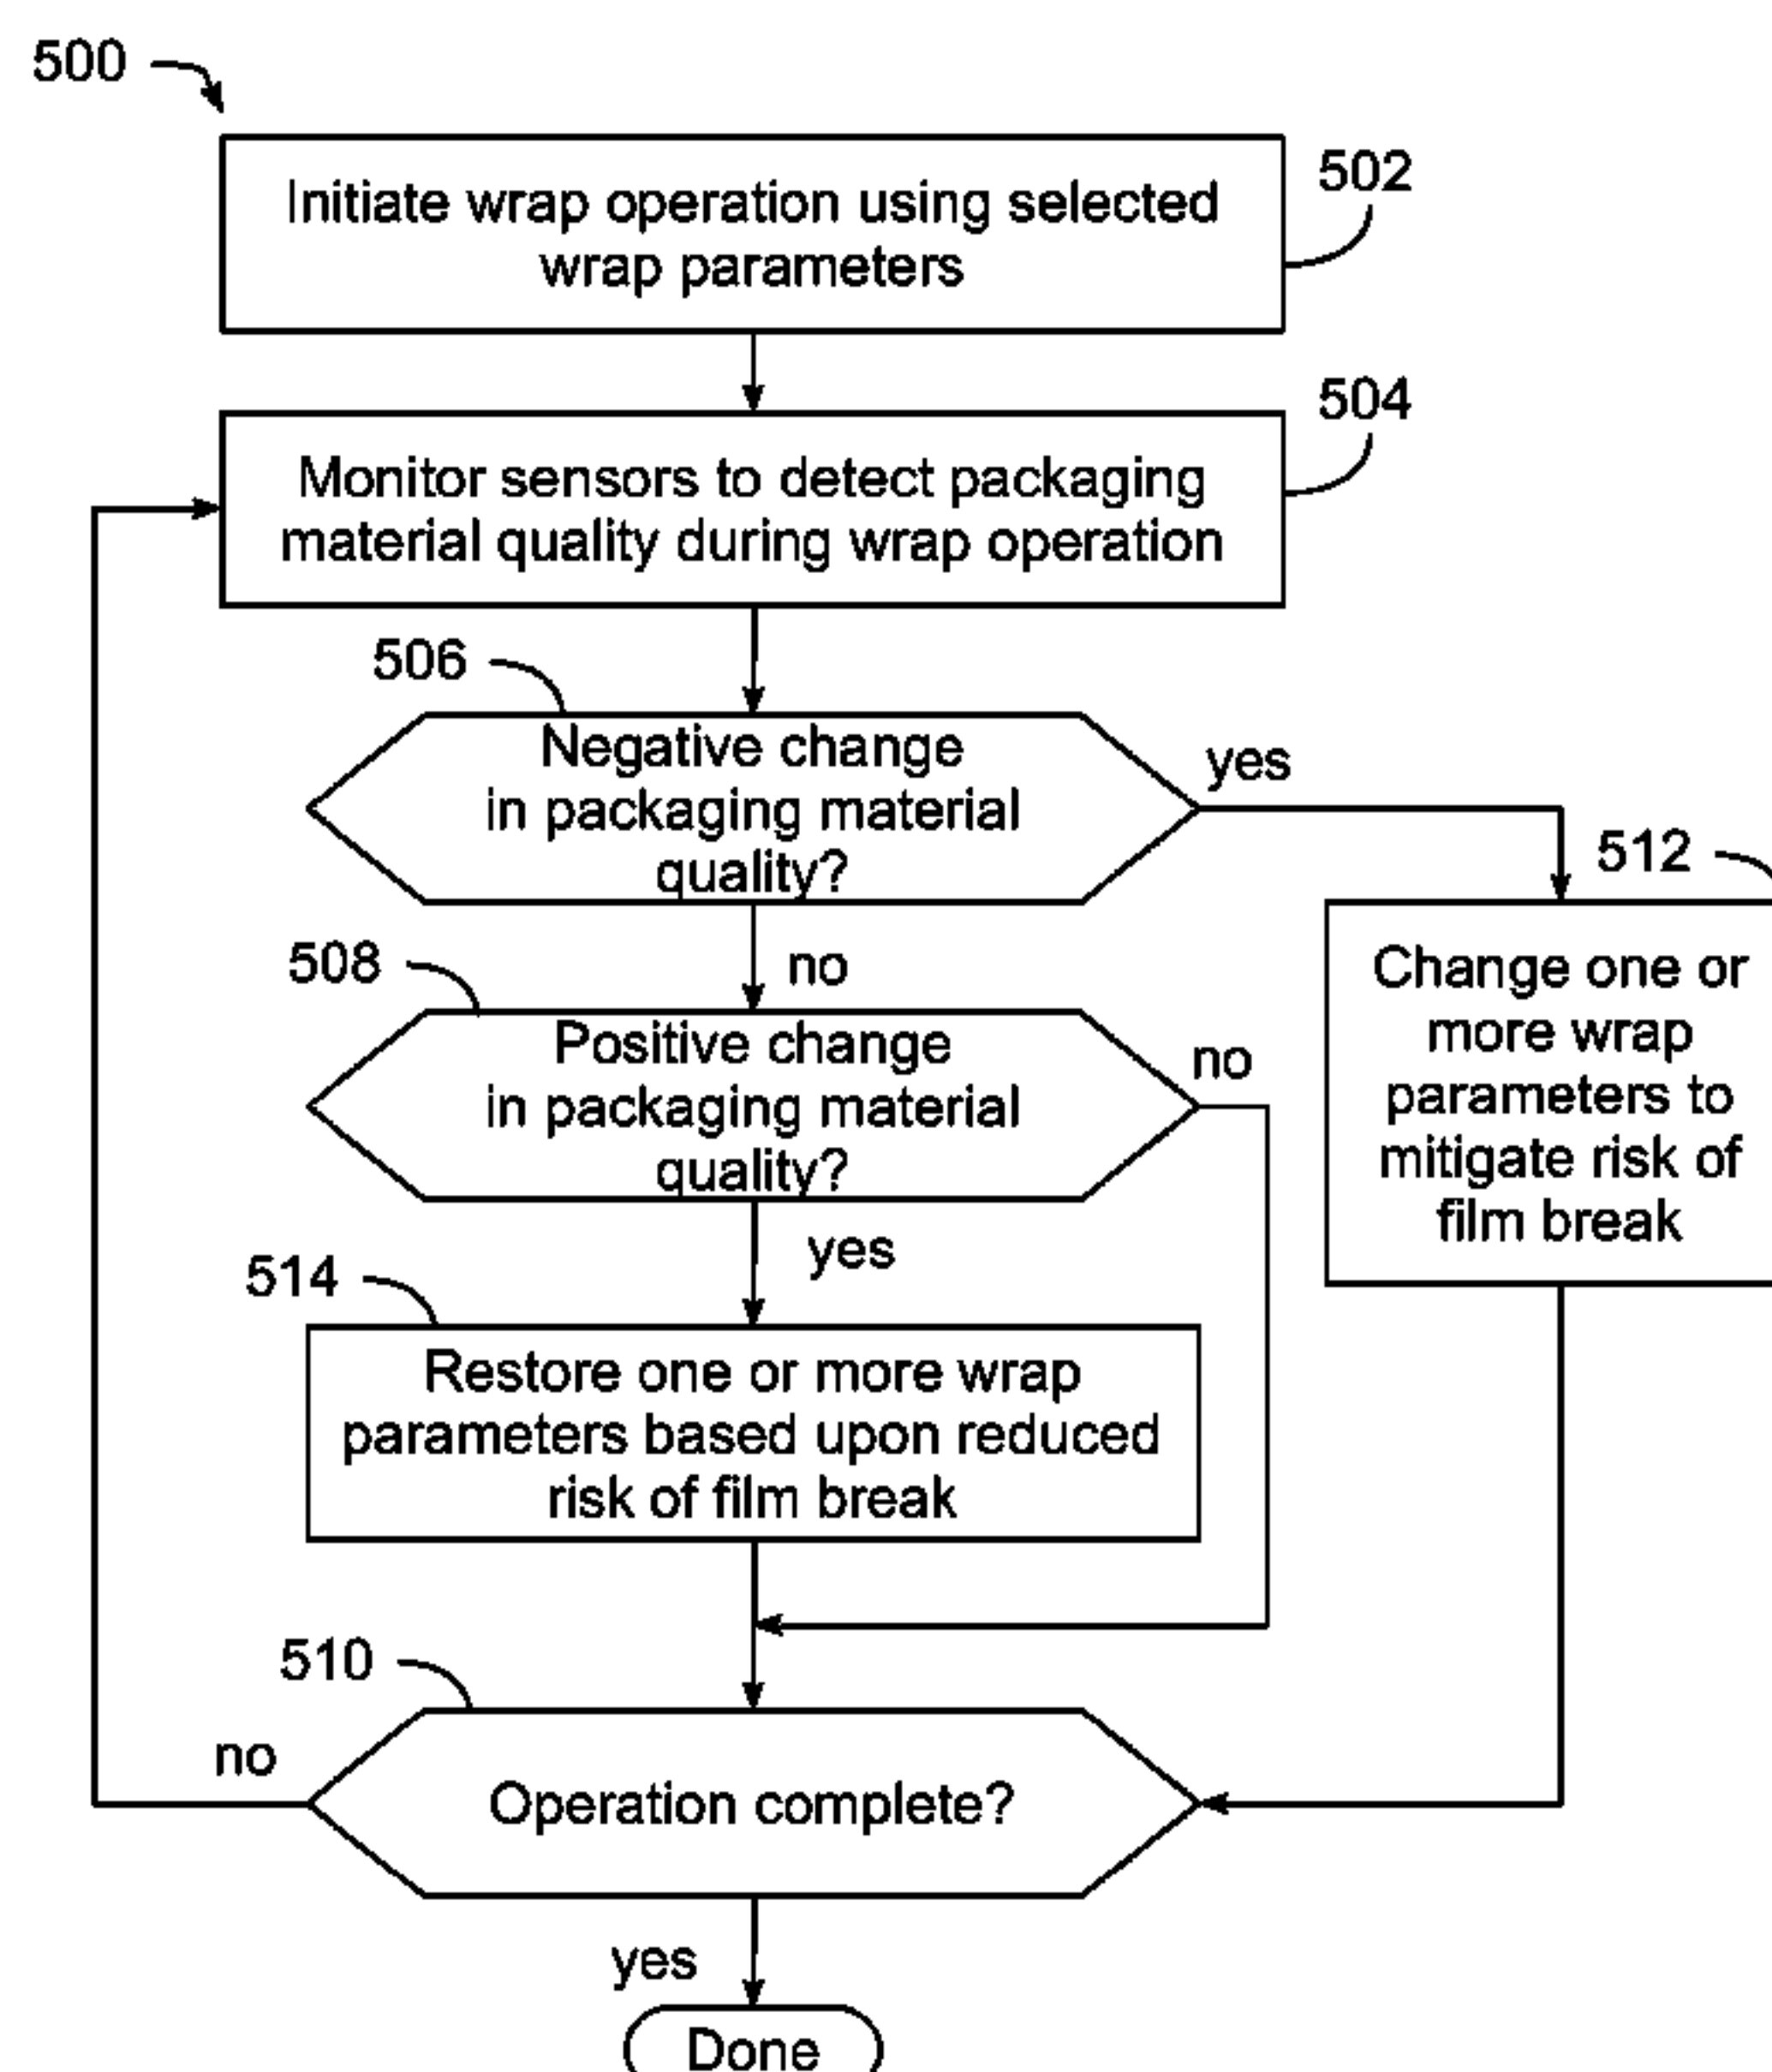 500
Initiate wrap operation using selected
wrap parameters
502
Monitor sensors to detect packaging
material quality during wrap operation
504
506
Negative change
in packaging material
quality?
yes
no
512
Change one or
more wrap
parameters to
mitigate risk of
film break
508
Positive change
in packaging material
quality?
no
yes
514
Restore one or more wrap
parameters based upon reduced
risk of film break
510
Operation complete?
no
yes
Done